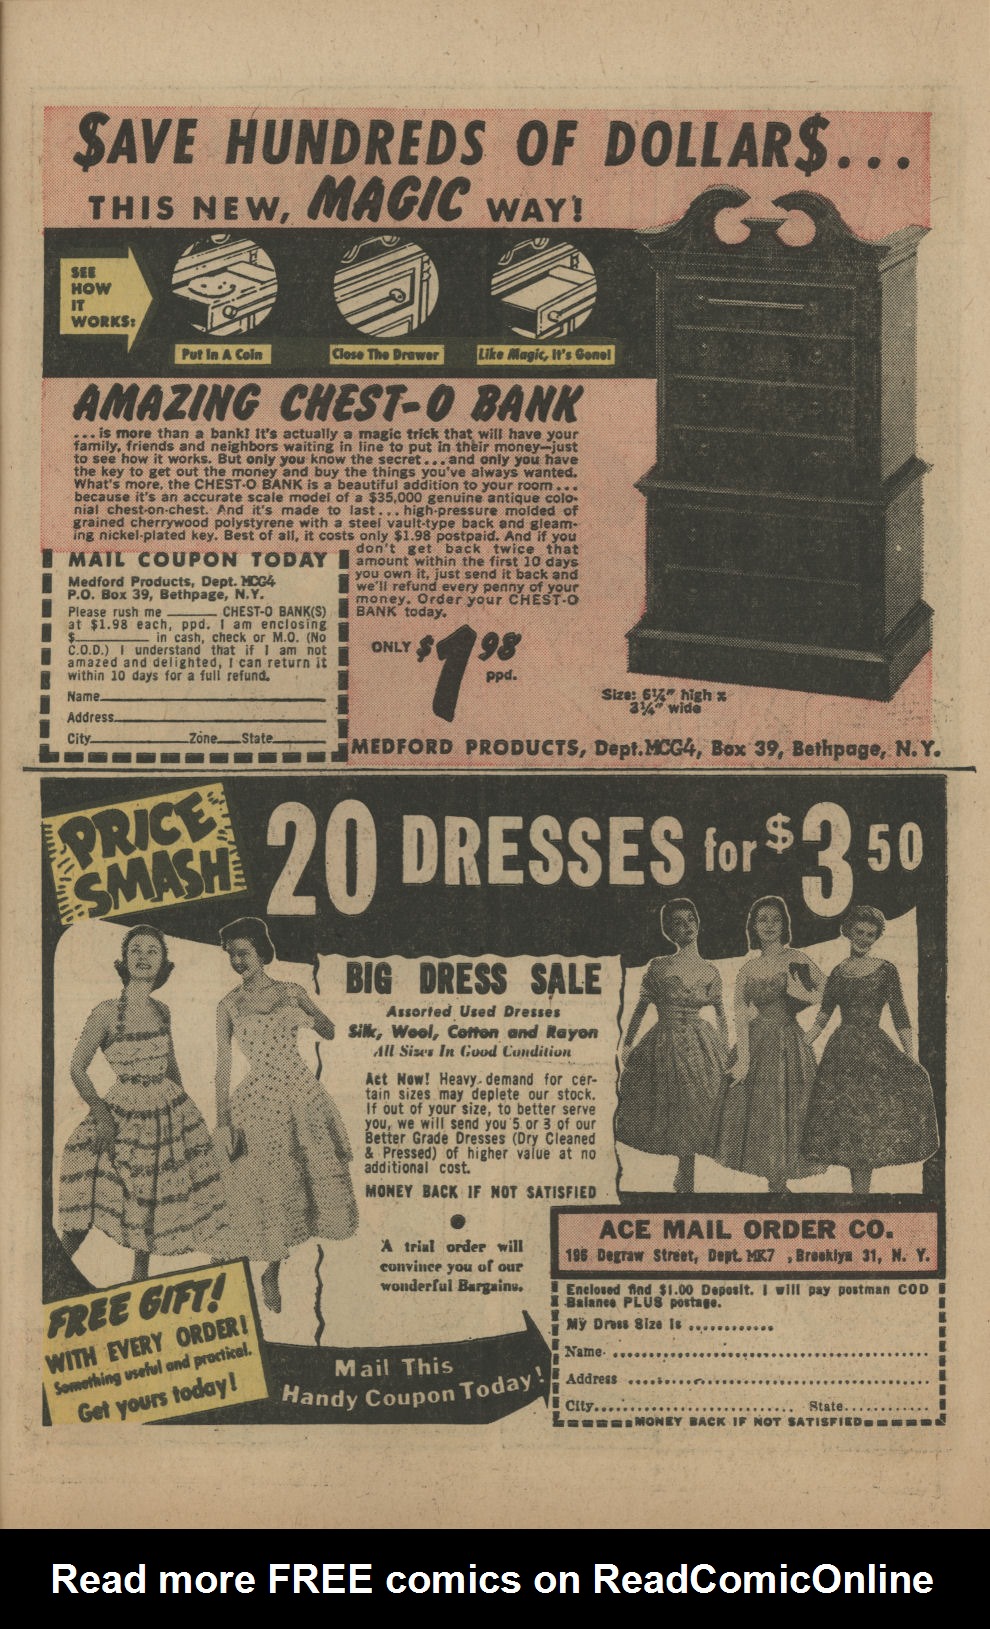 $AVE HUNDREDS OF DOLLAR$...
THIS NEW, MAGIC WAY!
SEE
HOW
IT
WORKS:
Put In A Coin
Close The Drawer
Like Magic, It's Gone!
AMAZING CHEST-O BANK
...is more than a bank! It's actually a magic trick that will have your
family, friends and neighbors waiting in line to put in their money—just
to see how it works. But only you know the secret...and only you have
the key to get out the money and buy the things you've always wanted.
What's more, the CHEST-O BANK is a beautiful addition to your room...
because it's an accurate scale model of a $35,000 genuine antique colo-
nial chest-on-chest. And it's made to last...high-pressure molded of
grained cherrywood polystyrene with a steel vault-type back and gleam-
ing nickel-plated key. Best of all, it costs only $1.98 postpaid. And if you
don't get back twice that
amount within the first 10 days
you own it, just send it back and
we'll refund every penny of your
money. Order your CHEST-O
BANK today.
MAIL COUPON TODAY
Medford Products, Dept. MCG4
P.O. Box 39, Bethpage, N.Y.
Please rush me ______ CHEST-O BANK(S)
at $1.98 each, ppd. I am enclosing
$__________ in cash, check or M.O. (No
C.O.D.) I understand that if I am not
amazed and delighted, I can return it
within 10 days for a full refund.
Name____________________
Address____________________
City____________Zone____State________
ONLY $1.98
ppd.
Size: 6¼" high x
3¼" wide
MEDFORD PRODUCTS, Dept. MCG4, Box 39, Bethpage, N.Y.
PRICE
SMASH
20 DRESSES for $3.50
BIG DRESS SALE
Assorted Used Dresses
Silk, Wool, Cotton and Rayon
All Sizes In Good Condition
Act Now! Heavy demand for cer-
tain sizes may deplete our stock.
If out of your size, to better serve
you, we will send you 5 or 3 of our
Better Grade Dresses (Dry Cleaned
& Pressed) of higher value at no
additional cost.
MONEY BACK IF NOT SATISFIED
A trial order will
convince you of our
wonderful Bargains.
FREE GIFT!
WITH EVERY ORDER!
Something useful and practical.
Get yours today!
Mail This
Handy Coupon Today!
ACE MAIL ORDER CO.
196 Degraw Street, Dept. MK7 , Brooklyn 31, N. Y.
Enclosed find $1.00 Deposit. I will pay postman COD
Balance PLUS postage.
My Dress Size Is .............
Name ........................................
Address ........................................
City............................ State............
MONEY BACK IF NOT SATISFIED
Read more FREE comics on ReadComicOnline